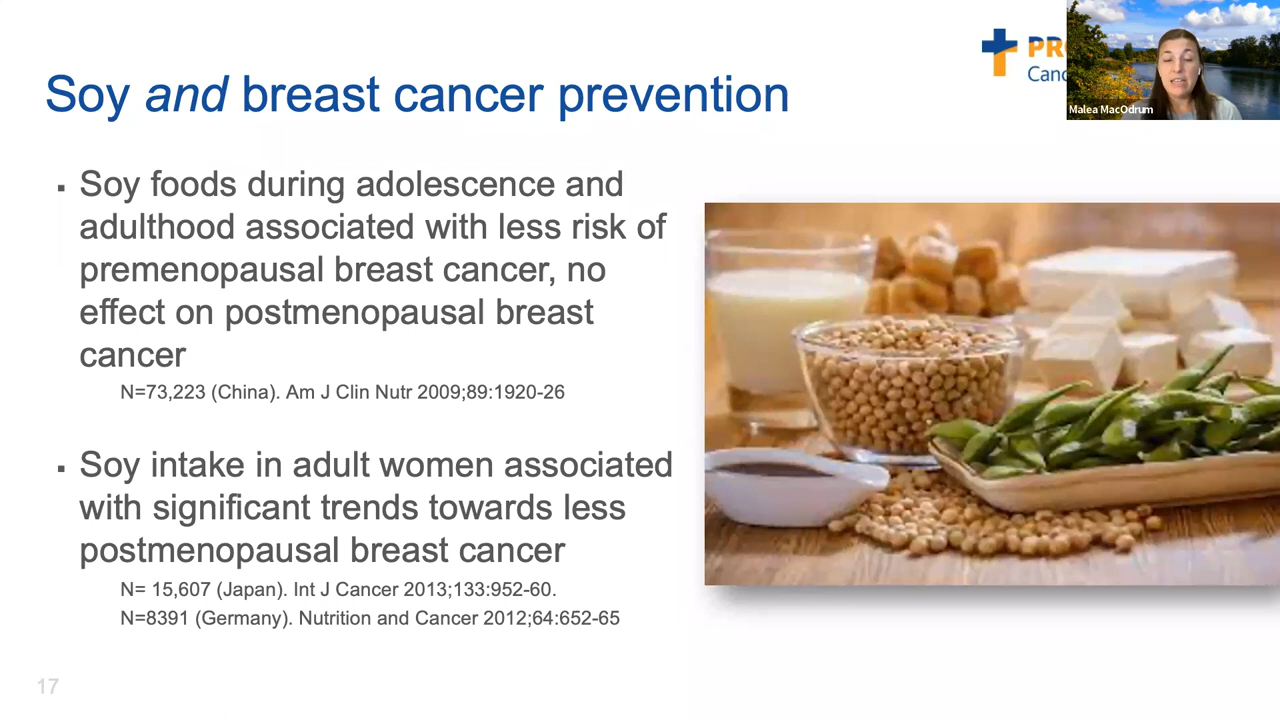 Soy and breast cancer prevention
Malea MacOdrum
▪ Soy foods during adolescence and
adulthood associated with less risk of
premenopausal breast cancer, no
effect on postmenopausal breast
cancer
N=73,223 (China). Am J Clin Nutr 2009;89:1920-26
▪ Soy intake in adult women associated
with significant trends towards less
postmenopausal breast cancer
N= 15,607 (Japan). Int J Cancer 2013;133:952-60.
N=8391 (Germany). Nutrition and Cancer 2012;64:652-65
17